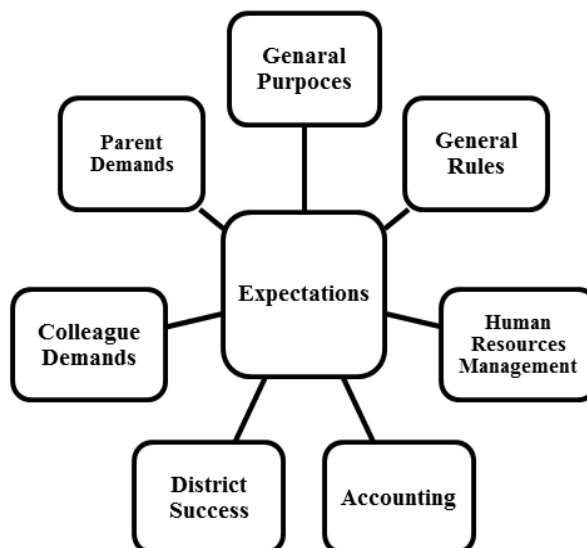 Genaral
Purpoces
Parent
Demands
General
Rules
Expectations
Colleague
Demands
Human
Resources
Management
District
Success
Accounting